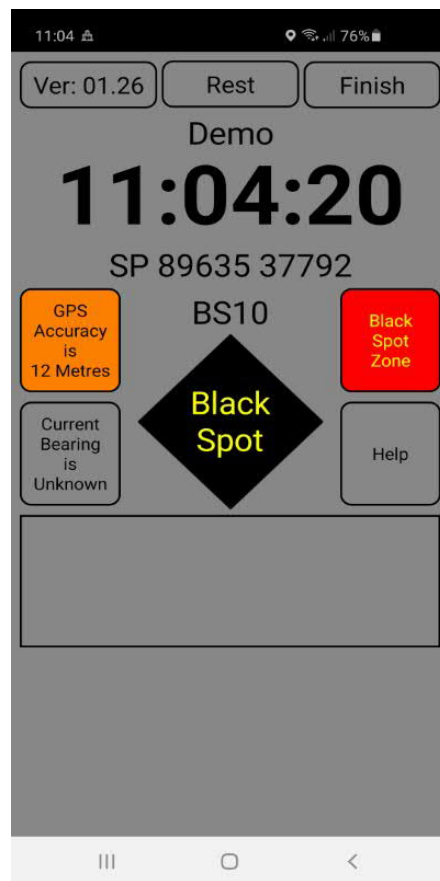 11:04 76%
Ver: 01.26 Rest Finish
Demo
11:04:20
SP 89635 37792
GPS
Accuracy
is
12 Metres
BS10
Black
Spot
Zone
Black
Spot
Current
Bearing
is
Unknown
Help